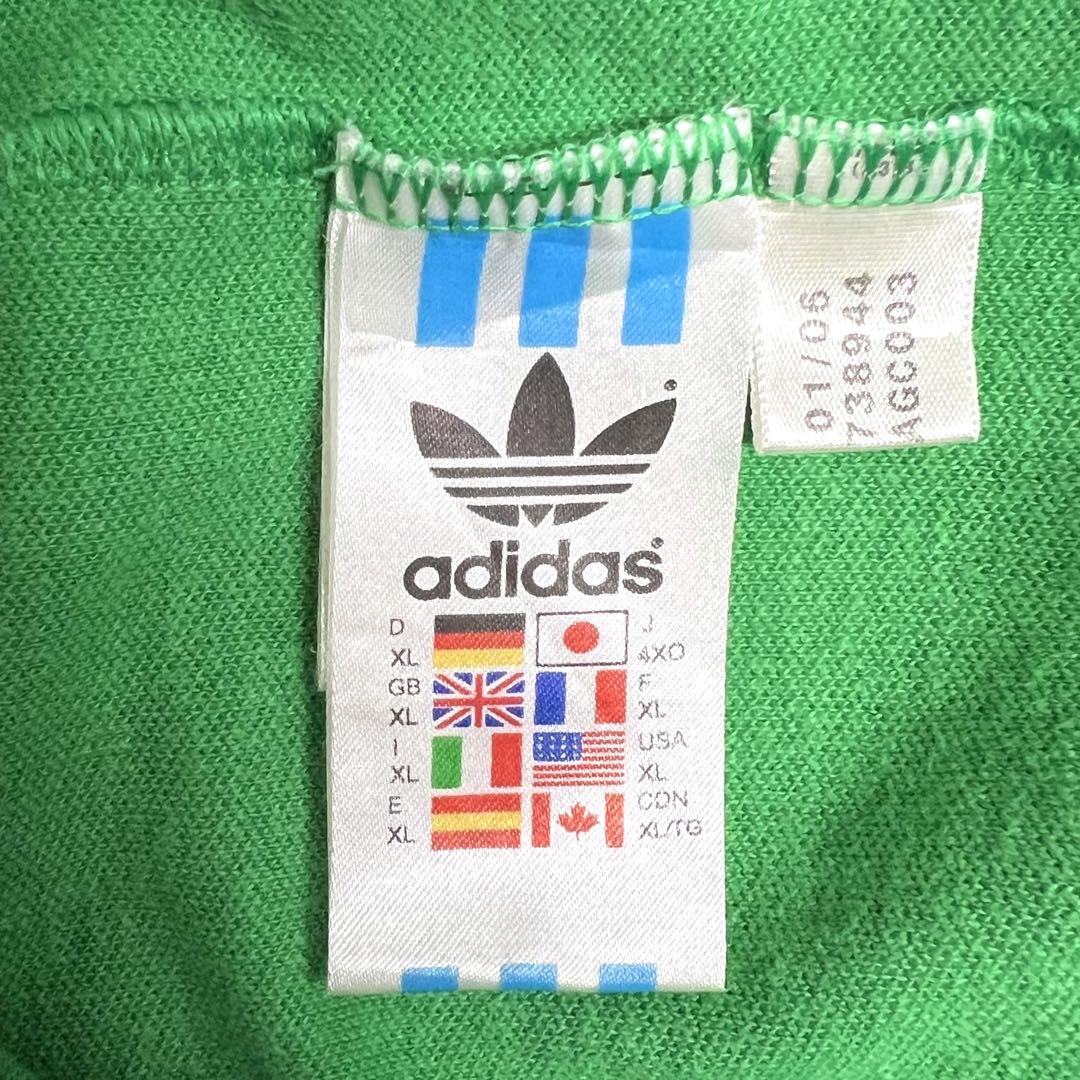 adidas
D
XL
J
4XO
GB
XL
F
XL
I
XL
USA
XL
E
XL
CDN
XL/TG
01/06
738944
AGC003